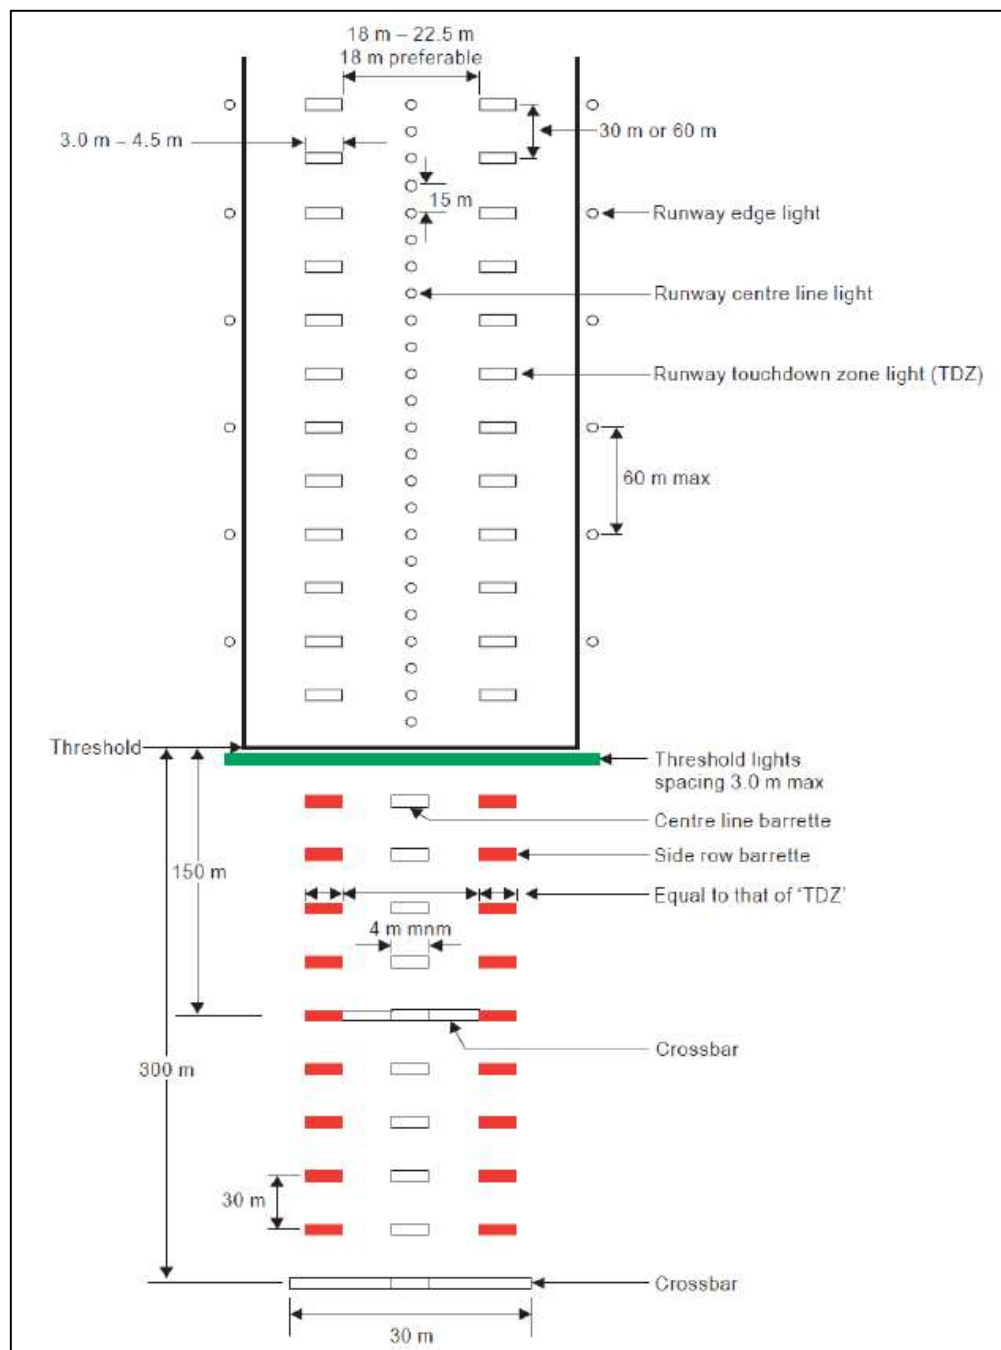 18 m – 22.5 m
18 m preferable
3.0 m – 4.5 m
30 m or 60 m
15 m
Runway edge light
Runway centre line light
Runway touchdown zone light (TDZ)
60 m max
Threshold
Threshold lights
spacing 3.0 m max
Centre line barrette
Side row barrette
150 m
Equal to that of ‘TDZ’
4 m mnm
Crossbar
300 m
30 m
Crossbar
30 m